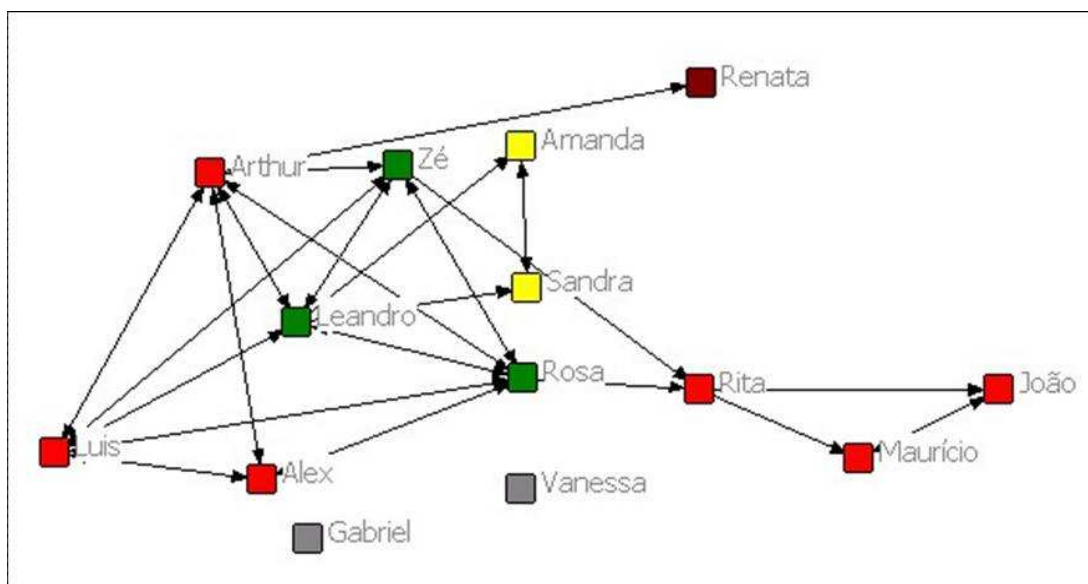 Renata
Amanda
Zé
Arthur
Sandra
Leandro
Rosa
Rita
João
Luis
Maurício
Alex
Vanessa
Gabriel